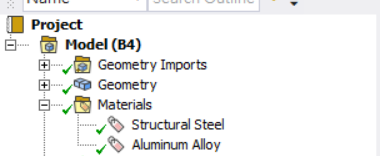 Name
Search Outline
Project
Model (B4)
Geometry Imports
Geometry
Materials
Structural Steel
Aluminum Alloy